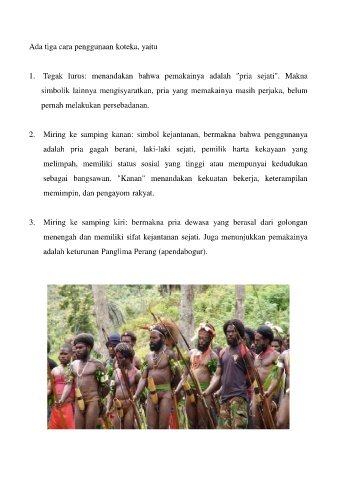 Ada tiga cara penggunaan koteka, yaitu
1. Tegak lurus: menandakan bahwa pemakainya adalah "pria sejati". Makna
simbolik lainnya mengisyaratkan, pria yang memakainya masih perjaka, belum
pernah melakukan persebadanan.
2. Miring ke samping kanan: simbol kejantanan, bermakna bahwa penggunanya
adalah pria gagah berani, laki-laki sejati, pemilik harta kekayaan yang
melimpah, memiliki status sosial yang tinggi atau mempunyai kedudukan
sebagai bangsawan. "Kanan" menandakan kekuatan bekerja, keterampilan
memimpin, dan pengayom rakyat.
3. Miring ke samping kiri: bermakna pria dewasa yang berasal dari golongan
menengah dan memiliki sifat kejantanan sejati. Juga menunjukkan pemakainya
adalah keturunan Panglima Perang (apendabogur).